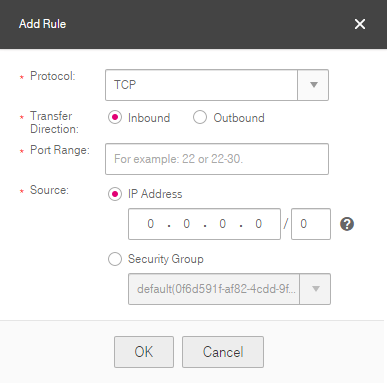 Add Rule
* Protocol: TCP
* Transfer Direction: Inbound Outbound
* Port Range: For example: 22 or 22-30.
* Source: IP Address
0 . 0 . 0 . 0 / 0 ?
Security Group
default(0f6d591f-af82-4cdd-9f...
OK Cancel